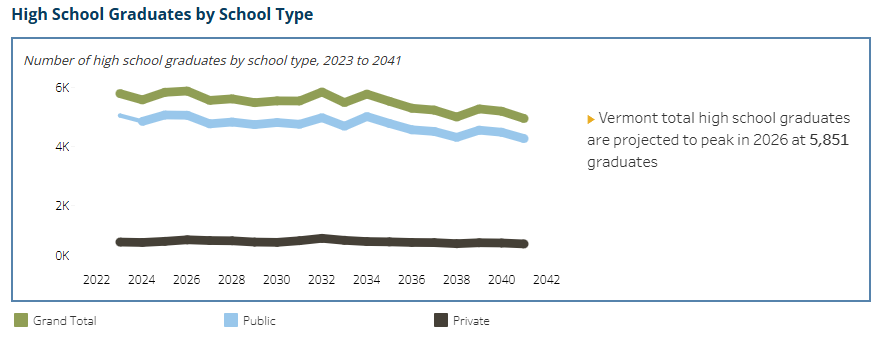 High School Graduates by School Type
Number of high school graduates by school type, 2023 to 2041
6K
4K
2K
0K
2022 2024 2026 2028 2030 2032 2034 2036 2038 2040 2042
Vermont total high school graduates
are projected to peak in 2026 at 5,851
graduates
Grand Total Public Private